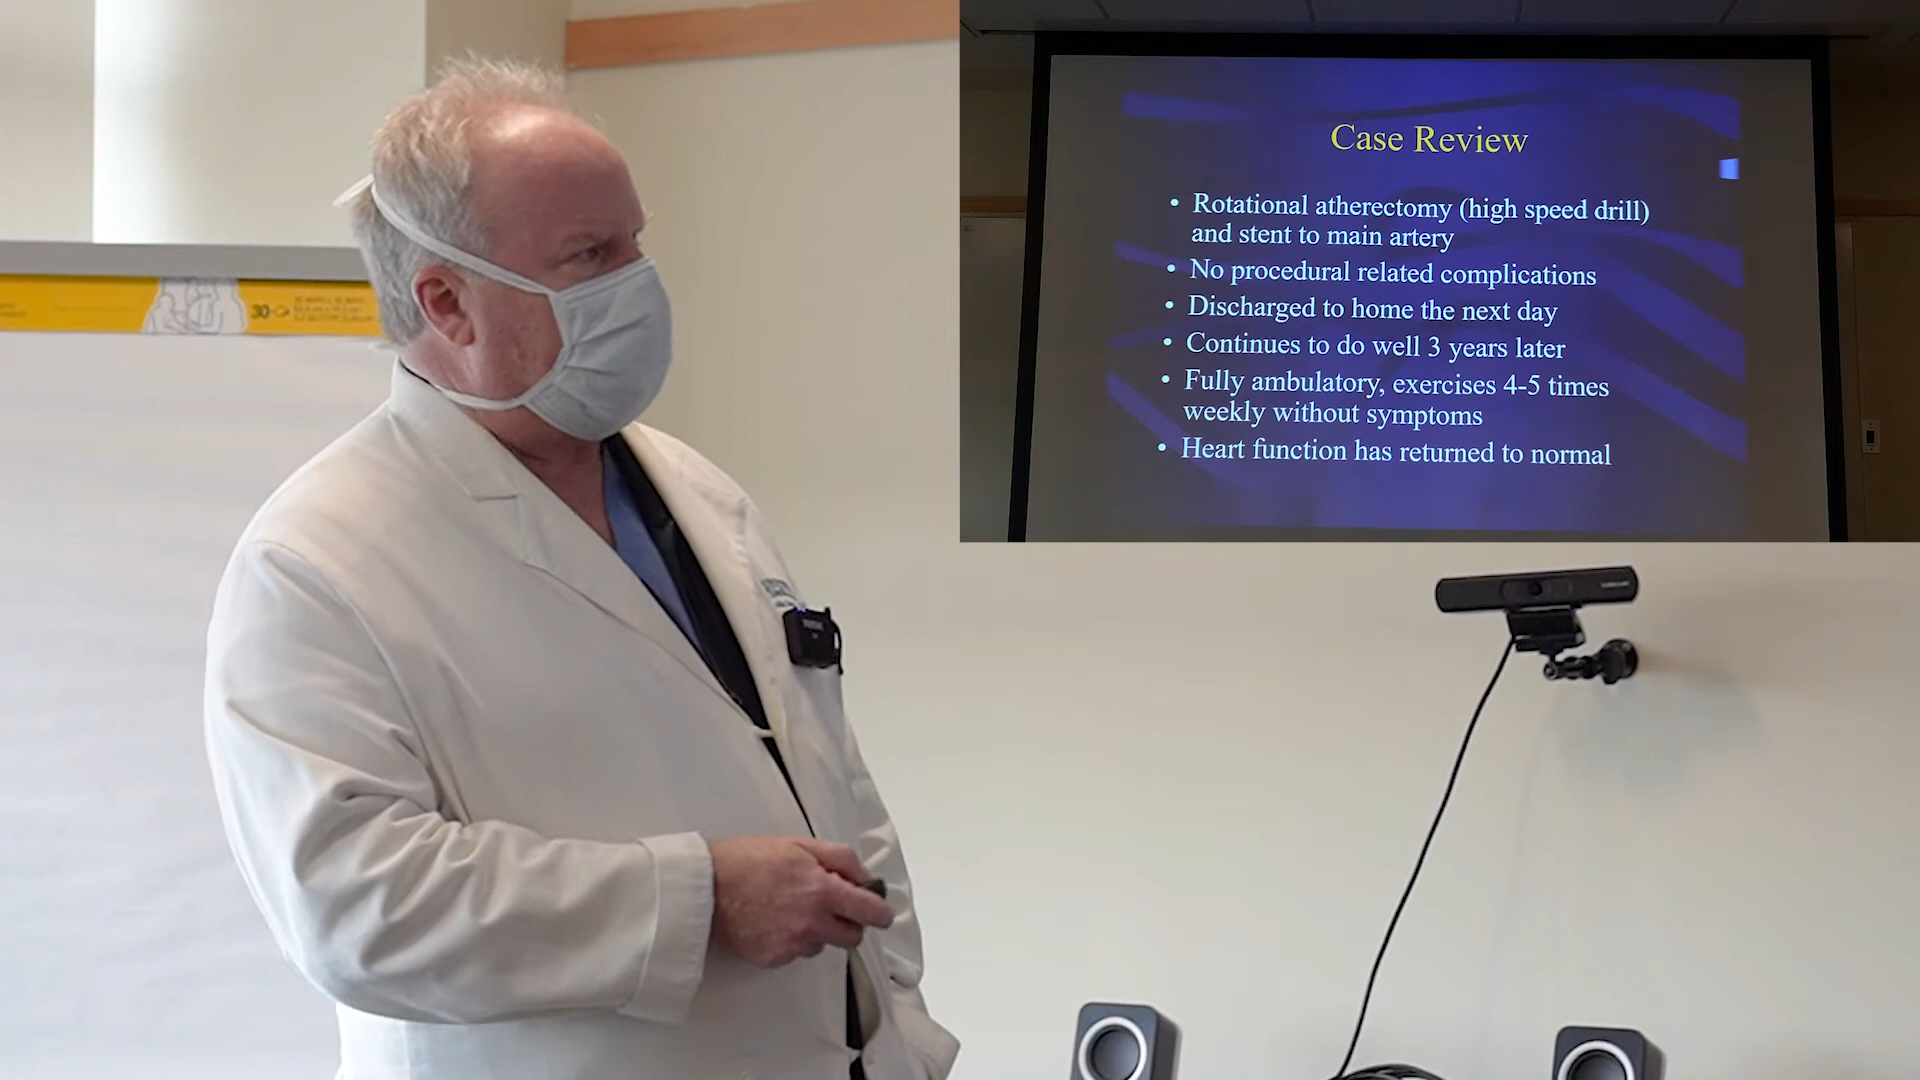 Case Review
• Rotational atherectomy (high speed drill)
and stent to main artery
• No procedural related complications
• Discharged to home the next day
• Continues to do well 3 years later
• Fully ambulatory, exercises 4-5 times
weekly without symptoms
• Heart function has returned to normal
30